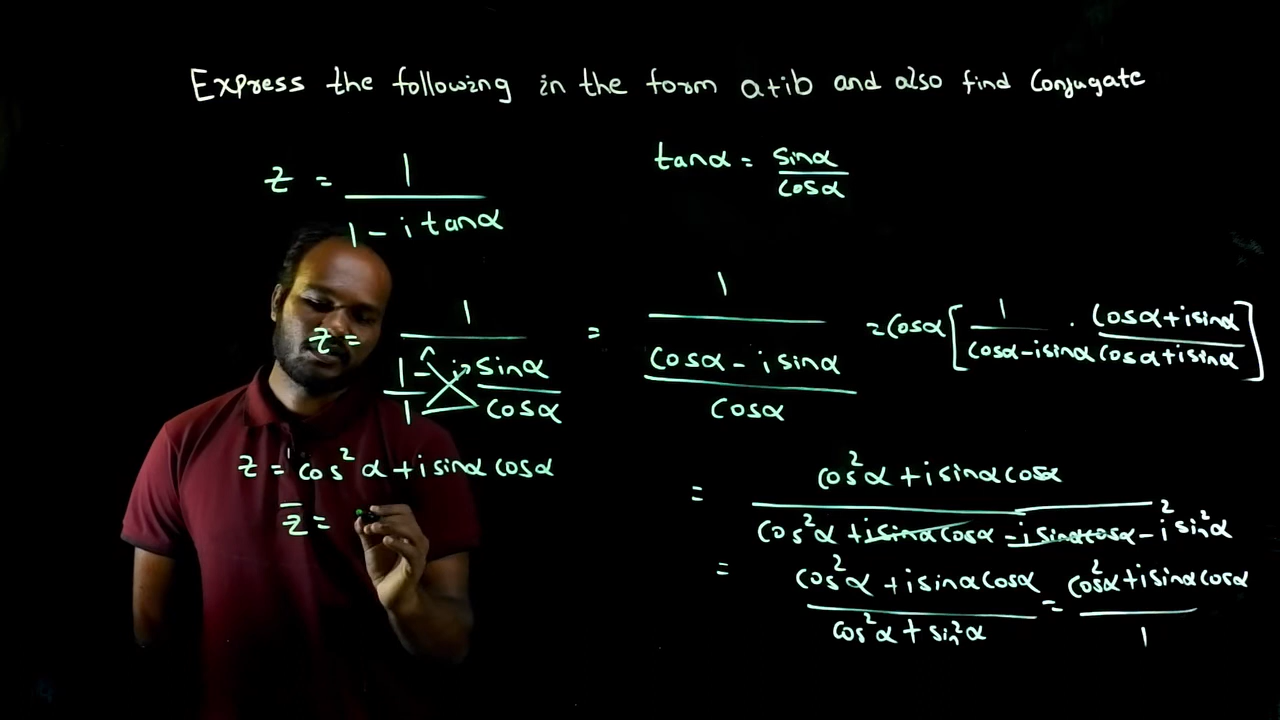 Express the following in the form a+ib and also find Conjugate
z = 1 / (1 - i tanα)
tanα = sinα / cosα
z = 1 / (1/1 - i sinα / cosα) = 1 / ((cosα - i sinα) / cosα) = cosα [ 1 / (cosα - i sinα) · (cosα + i sinα) / (cosα + i sinα) ]
z = cos²α + i sinα cosα
= (cos²α + i sinα cosα) / (cos²α + i sinα cosα - i sinα cosα - i² sin²α)
z̄ =
= (cos²α + i sinα cosα) / (cos²α + sin²α) = (cos²α + i sinα cosα) / 1